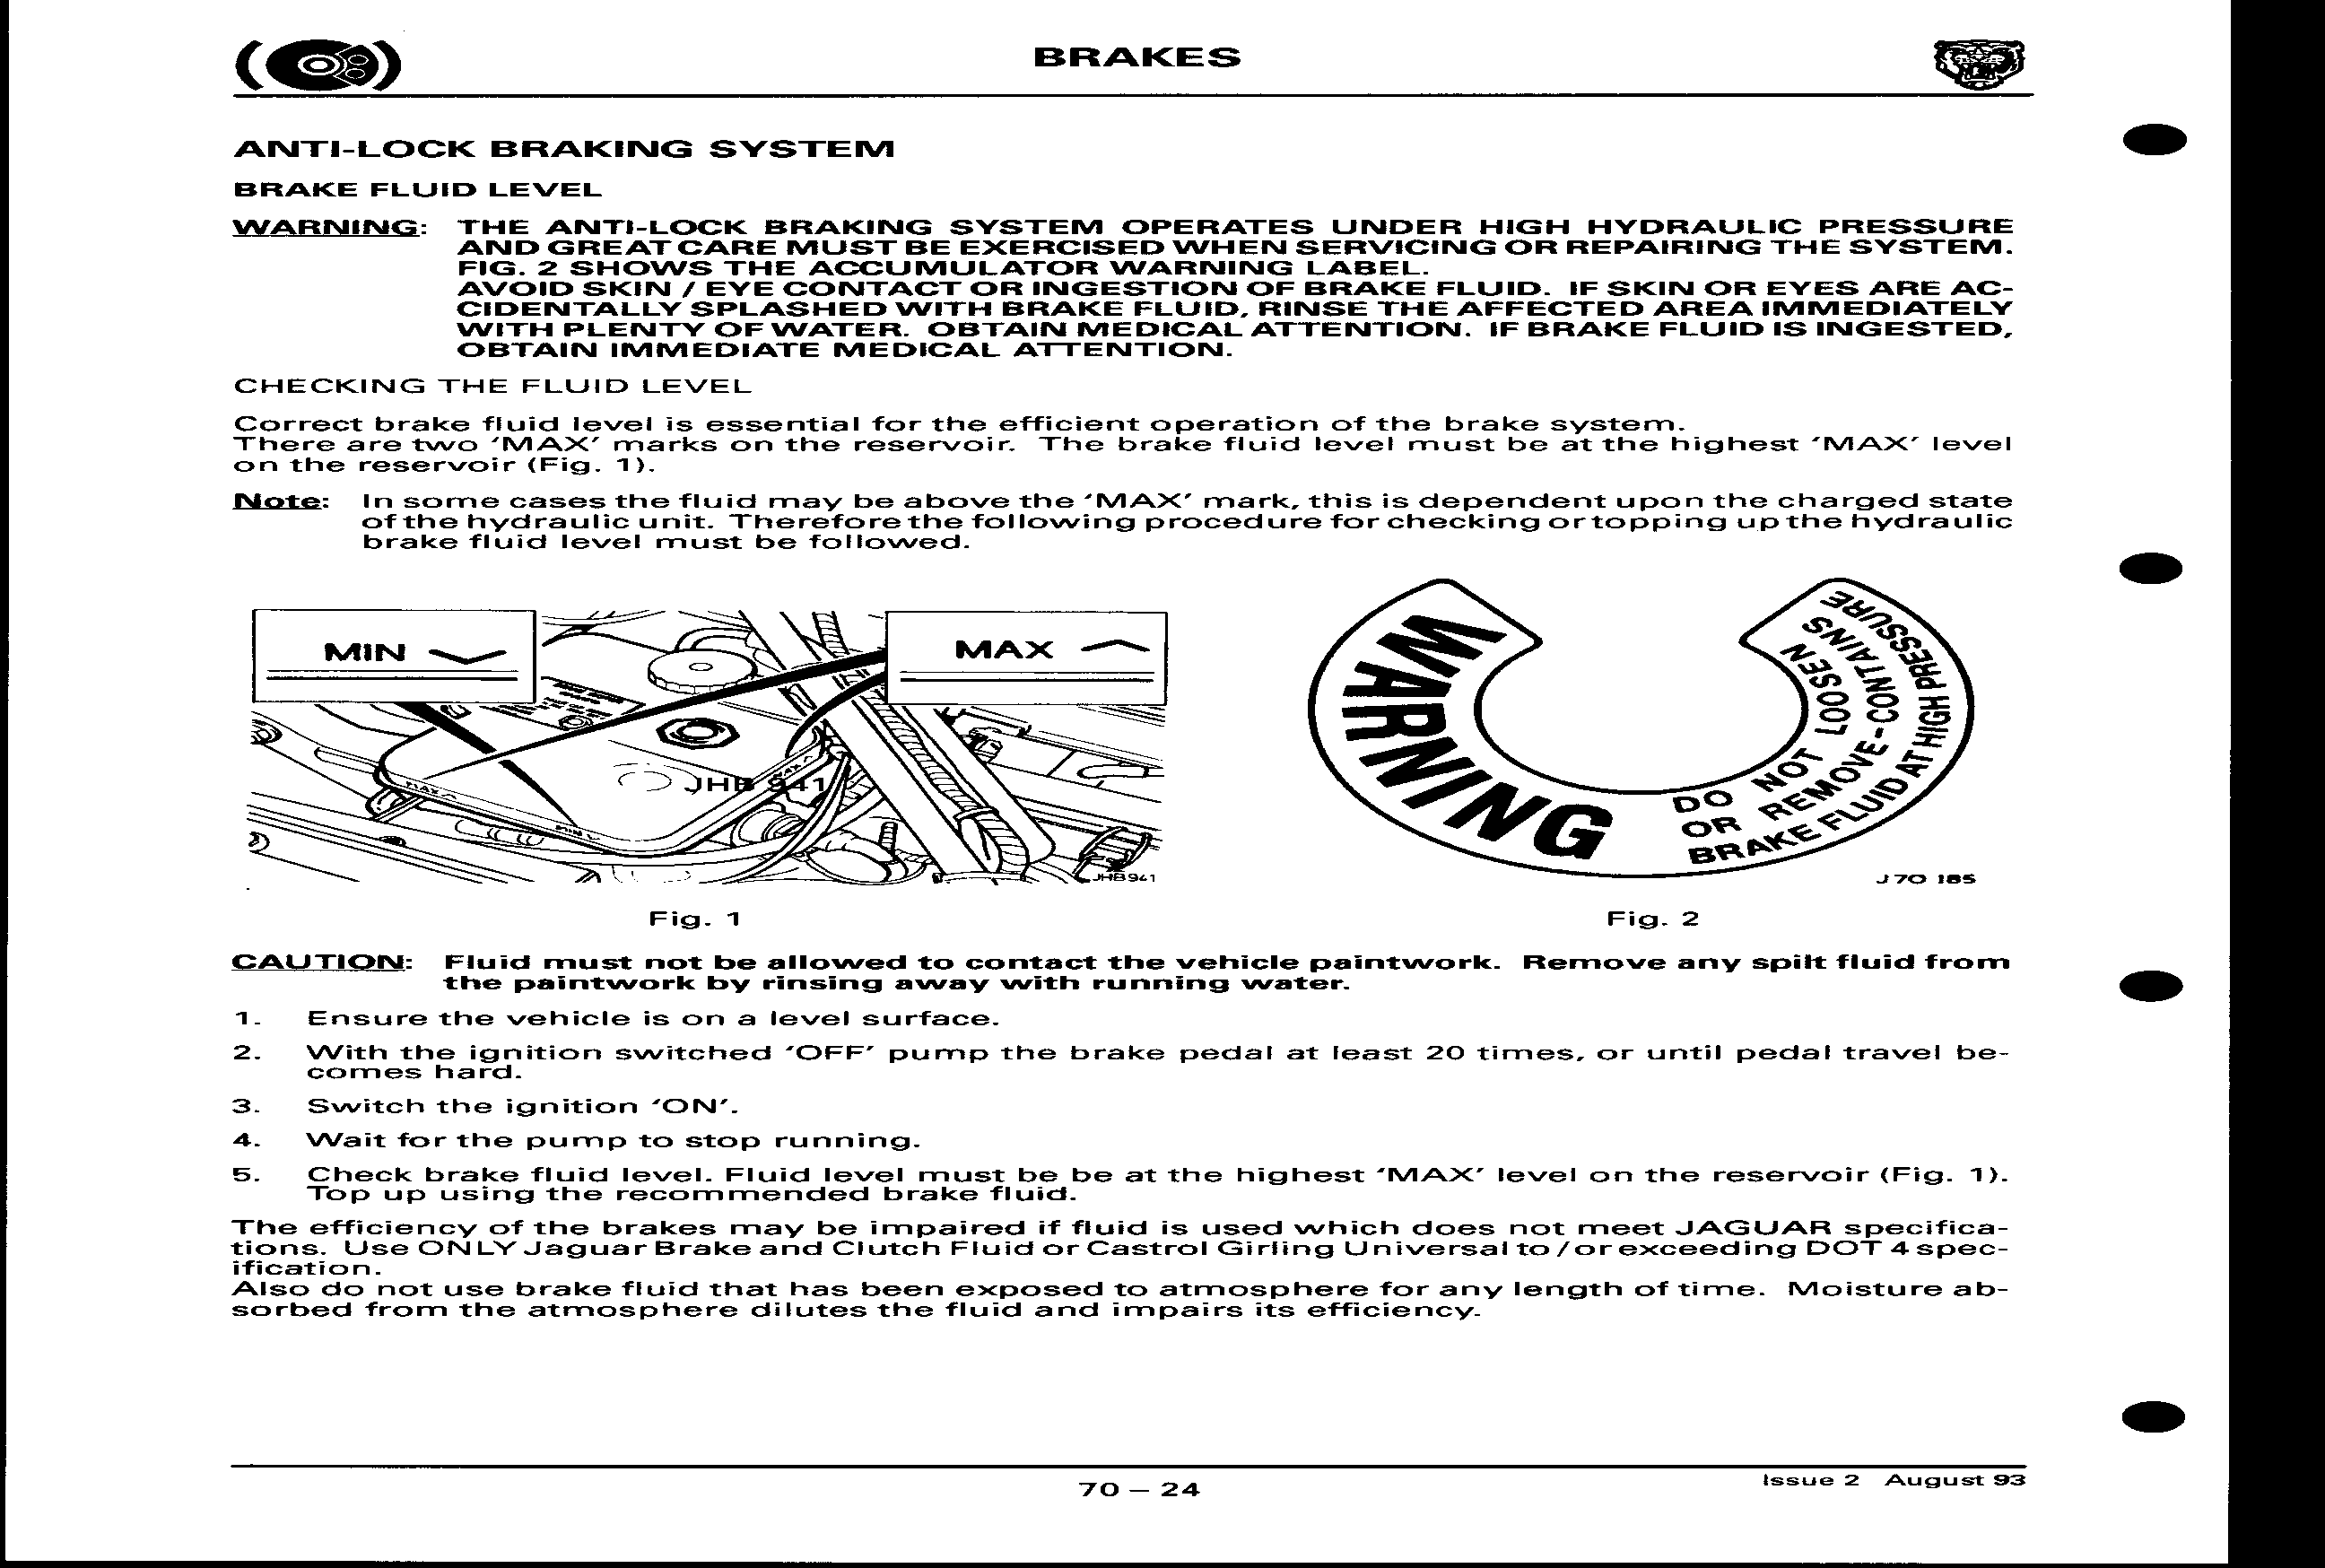 BRAKES
ANTI-LOCK BRAKING SYSTEM
BRAKE FLUID LEVEL
WARNING: THE ANTI-LOCK BRAKING SYSTEM OPERATES UNDER HIGH HYDRAULIC PRESSURE
AND GREAT CARE MUST BE EXERCISED WHEN SERVICING OR REPAIRING THE SYSTEM.
FIG. 2 SHOWS THE ACCUMULATOR WARNING LABEL.
AVOID SKIN / EYE CONTACT OR INGESTION OF BRAKE FLUID. IF SKIN OR EYES ARE AC-
CIDENTALLY SPLASHED WITH BRAKE FLUID, RINSE THE AFFECTED AREA IMMEDIATELY
WITH PLENTY OF WATER. OBTAIN MEDICAL ATTENTION. IF BRAKE FLUID IS INGESTED,
OBTAIN IMMEDIATE MEDICAL ATTENTION.
CHECKING THE FLUID LEVEL
Correct brake fluid level is essential for the efficient operation of the brake system.
There are two 'MAX' marks on the reservoir. The brake fluid level must be at the highest 'MAX' level
on the reservoir (Fig. 1).
Note: In some cases the fluid may be above the 'MAX' mark, this is dependent upon the charged state
of the hydraulic unit. Therefore the following procedure for checking or topping up the hydraulic
brake fluid level must be followed.
MIN
MAX
MAX
MIN
MAX
JHB 941
JHB941
WARNING
DO NOT LOOSEN
OR REMOVE-CONTAINS
BRAKE FLUID AT HIGH PRESSURE
J70 185
Fig. 1
Fig. 2
CAUTION: Fluid must not be allowed to contact the vehicle paintwork. Remove any spilt fluid from
the paintwork by rinsing away with running water.
1. Ensure the vehicle is on a level surface.
2. With the ignition switched 'OFF' pump the brake pedal at least 20 times, or until pedal travel be-
comes hard.
3. Switch the ignition 'ON'.
4. Wait for the pump to stop running.
5. Check brake fluid level. Fluid level must be be at the highest 'MAX' level on the reservoir (Fig. 1).
Top up using the recommended brake fluid.
The efficiency of the brakes may be impaired if fluid is used which does not meet JAGUAR specifica-
tions. Use ONLY Jaguar Brake and Clutch Fluid or Castrol Girling Universal to / or exceeding DOT 4 spec-
ification.
Also do not use brake fluid that has been exposed to atmosphere for any length of time. Moisture ab-
sorbed from the atmosphere dilutes the fluid and impairs its efficiency.
70 – 24
Issue 2 August 93